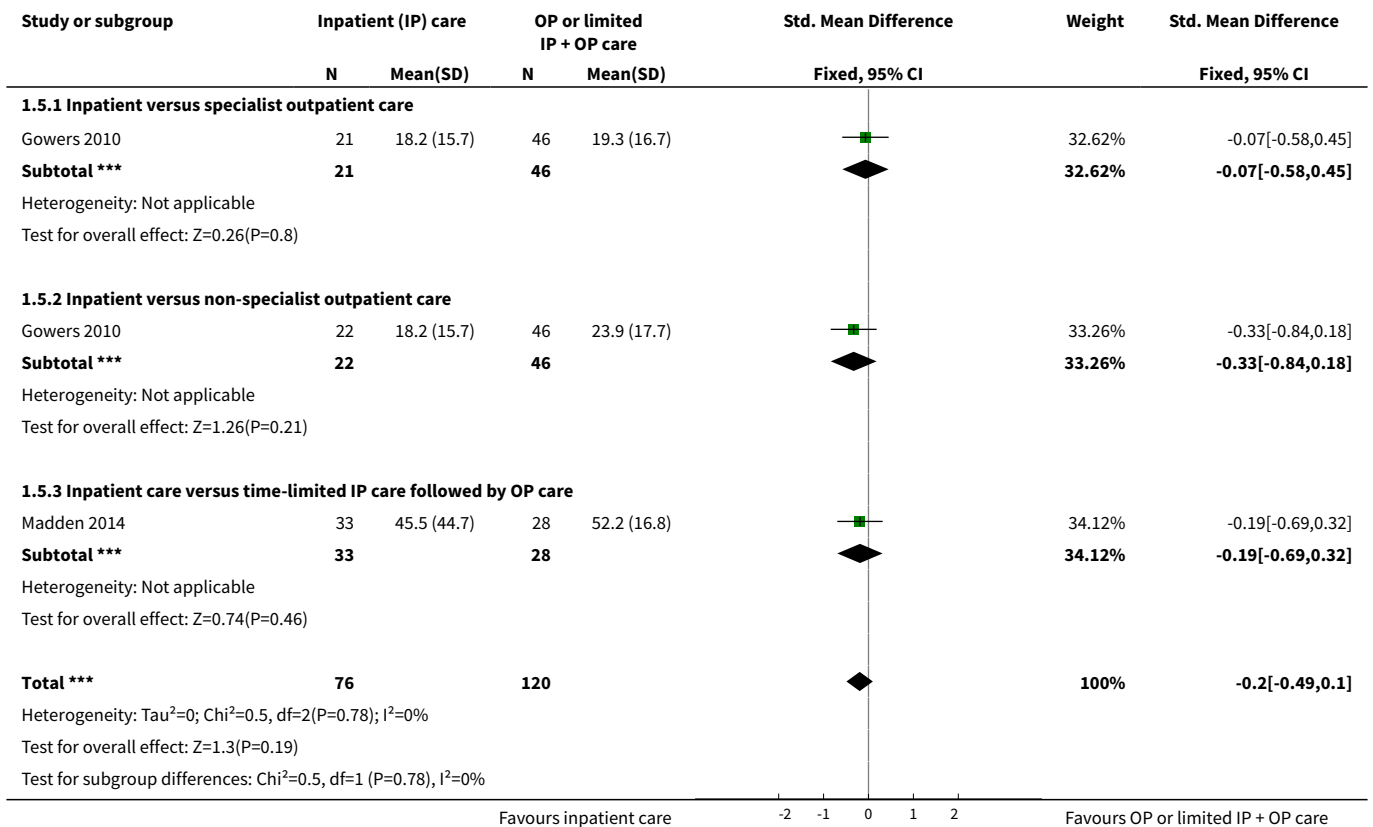 Study or subgroup Inpatient (IP) care OP or limited IP + OP care Std. Mean Difference Weight Std. Mean Difference
N Mean(SD) N Mean(SD) Fixed, 95% CI Fixed, 95% CI
1.5.1 Inpatient versus specialist outpatient care
Gowers 2010 21 18.2 (15.7) 46 19.3 (16.7) 32.62% -0.07[-0.58,0.45]
Subtotal *** 21 46 32.62% -0.07[-0.58,0.45]
Heterogeneity: Not applicable
Test for overall effect: Z=0.26(P=0.8)
1.5.2 Inpatient versus non-specialist outpatient care
Gowers 2010 22 18.2 (15.7) 46 23.9 (17.7) 33.26% -0.33[-0.84,0.18]
Subtotal *** 22 46 33.26% -0.33[-0.84,0.18]
Heterogeneity: Not applicable
Test for overall effect: Z=1.26(P=0.21)
1.5.3 Inpatient care versus time-limited IP care followed by OP care
Madden 2014 33 45.5 (44.7) 28 52.2 (16.8) 34.12% -0.19[-0.69,0.32]
Subtotal *** 33 28 34.12% -0.19[-0.69,0.32]
Heterogeneity: Not applicable
Test for overall effect: Z=0.74(P=0.46)
Total *** 76 120 100% -0.2[-0.49,0.1]
Heterogeneity: Tau²=0; Chi²=0.5, df=2(P=0.78); I²=0%
Test for overall effect: Z=1.3(P=0.19)
Test for subgroup differences: Chi²=0.5, df=1 (P=0.78), I²=0%
Favours inpatient care -2 -1 0 1 2 Favours OP or limited IP + OP care